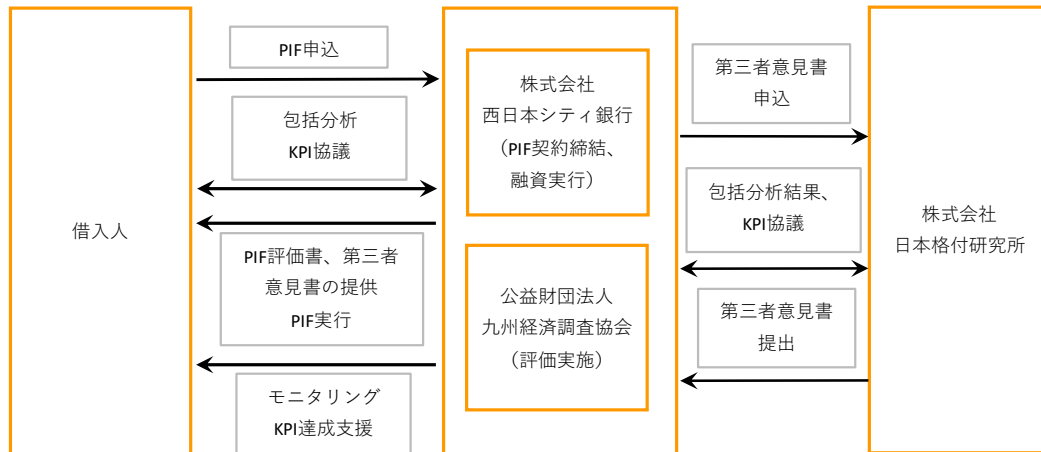 借入人
PIF申込
包括分析
KPI協議
PIF評価書、第三者
意見書の提供
PIF実行
モニタリング
KPI達成支援
株式会社
西日本シティ銀行
（PIF契約締結、
融資実行）
公益財団法人
九州経済調査協会
（評価実施）
第三者意見書
申込
包括分析結果、
KPI協議
第三者意見書
提出
株式会社
日本格付研究所